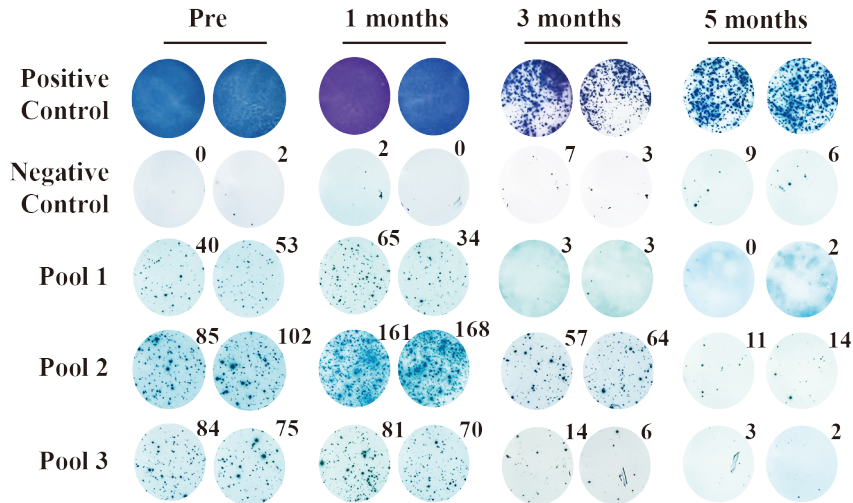 Pre 1 months 3 months 5 months
Positive
Control
0 2 2 0 7 3 9 6
Negative
Control
40 53 65 34 3 3 0 2
Pool 1
85 102 161 168 57 64 11 14
Pool 2
84 75 81 70 14 6 3 2
Pool 3